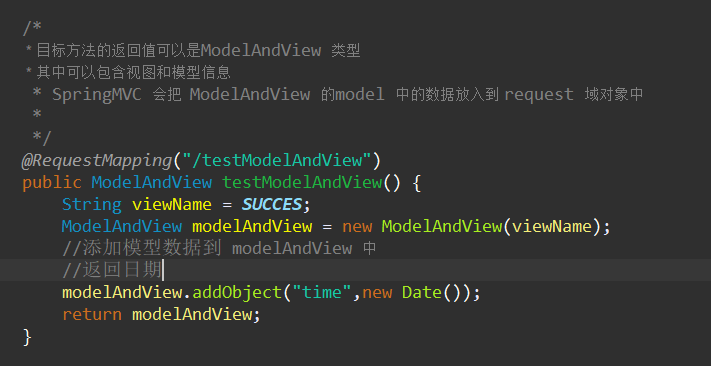 /*
* 目标方法的返回值可以是ModelAndView 类型
* 其中可以包含视图和模型信息
* SpringMVC 会把 ModelAndView 的model 中的数据放入到 request 域对象中
*
*/
@RequestMapping("/testModelAndView")
public ModelAndView testModelAndView() {
String viewName = SUCCES;
ModelAndView modelAndView = new ModelAndView(viewName);
//添加模型数据到 modelAndView 中
//返回日期
modelAndView.addObject("time",new Date());
return modelAndView;
}